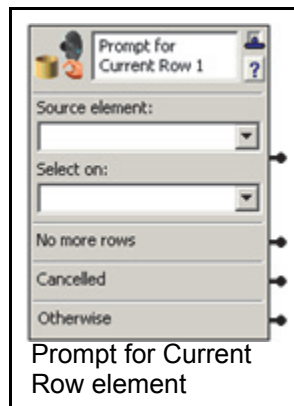 Prompt for
Current Row 1
?
Source element:
Select on:
No more rows
Cancelled
Otherwise
Prompt for Current
Row element